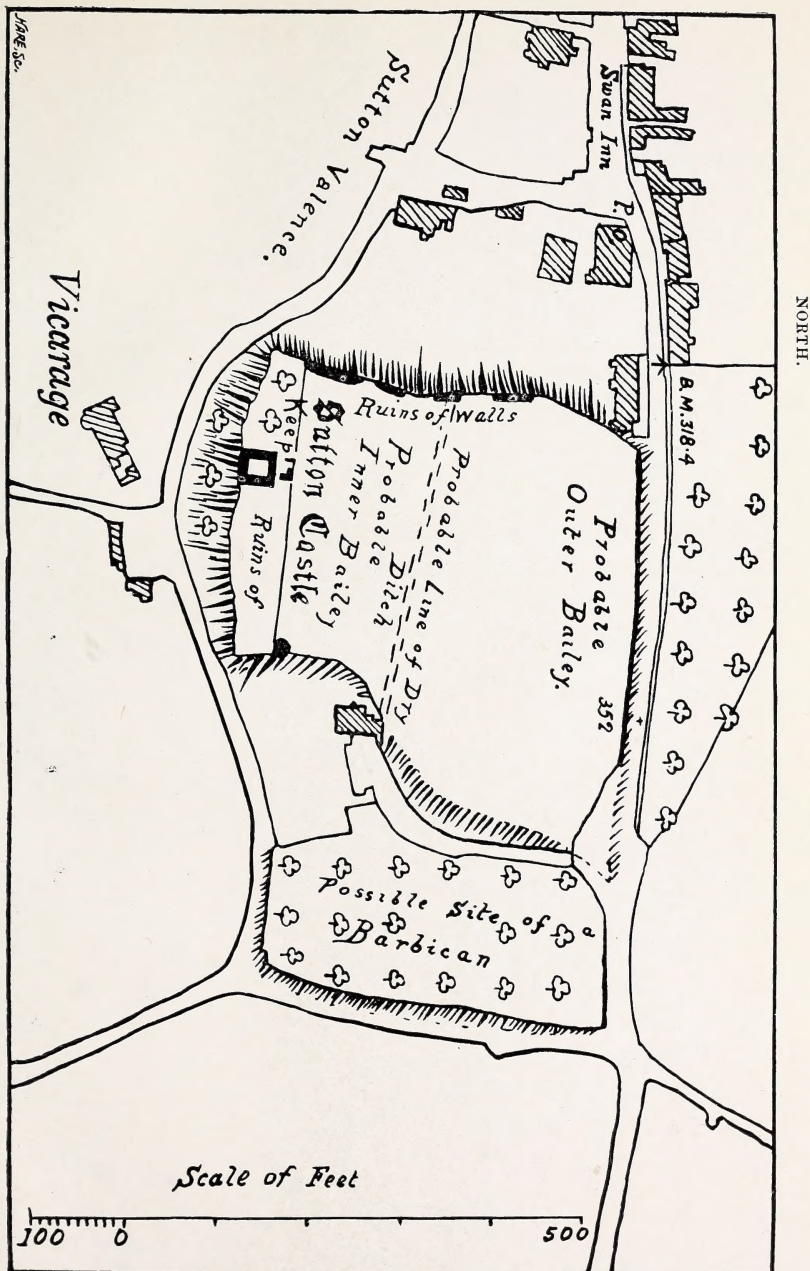 NORTH.
HARE. Sc.
Sutton
Valence.
Swan Inn
P.O
B.M. 318·4
Vicarage
Ruins of Walls
Probable Line of Dry
Ditch
Probable
Outer Bailey.
352
Probable
Inner Bailey
Sutton Castle
Ruins of
Keep
Possible Site of a
Barbican
Scale of Feet
100 0 500